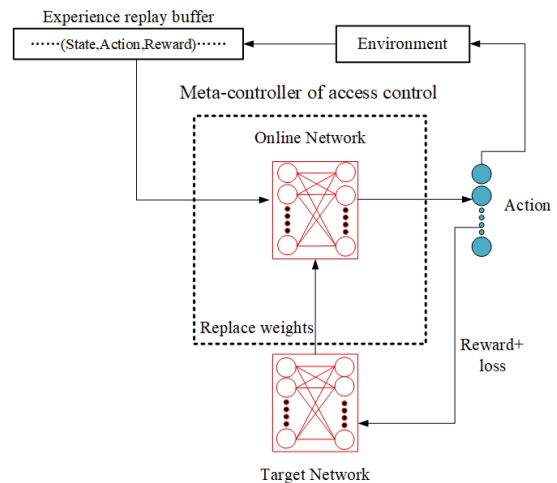 Experience replay buffer
······(State,Action,Reward)······
Environment
Meta-controller of access control
Online Network
Action
Replace weights
Reward+
loss
Target Network